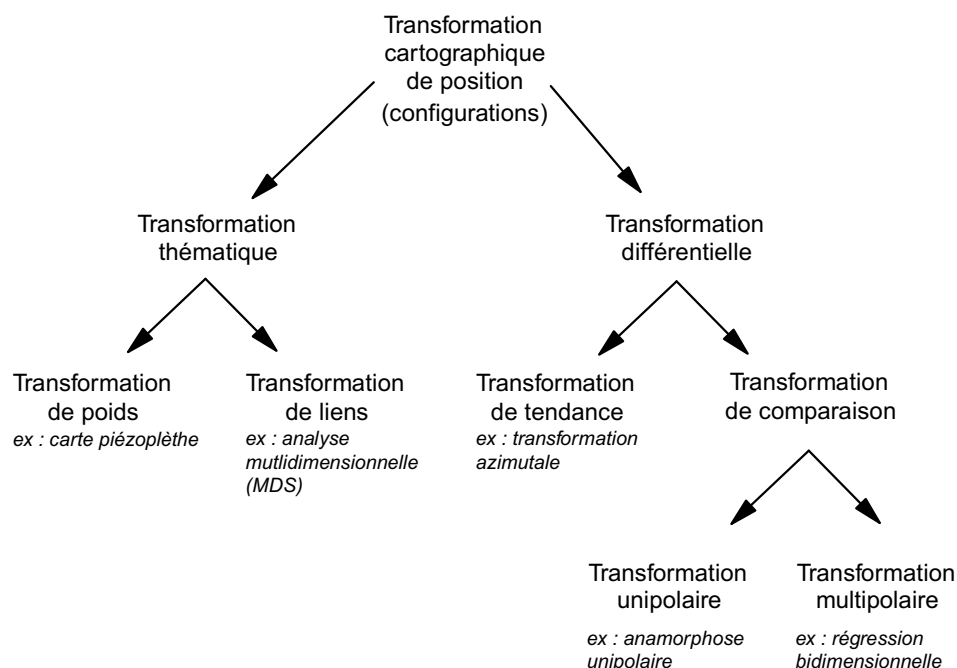 Transformation
cartographique
de position
(configurations)
Transformation
thématique
Transformation
différentielle
Transformation
de poids
ex : carte piézoplèthe
Transformation
de liens
ex : analyse
mutlidimensionnelle
(MDS)
Transformation
de tendance
ex : transformation
azimutale
Transformation
de comparaison
Transformation
unipolaire
ex : anamorphose
unipolaire
Transformation
multipolaire
ex : régression
bidimensionnelle